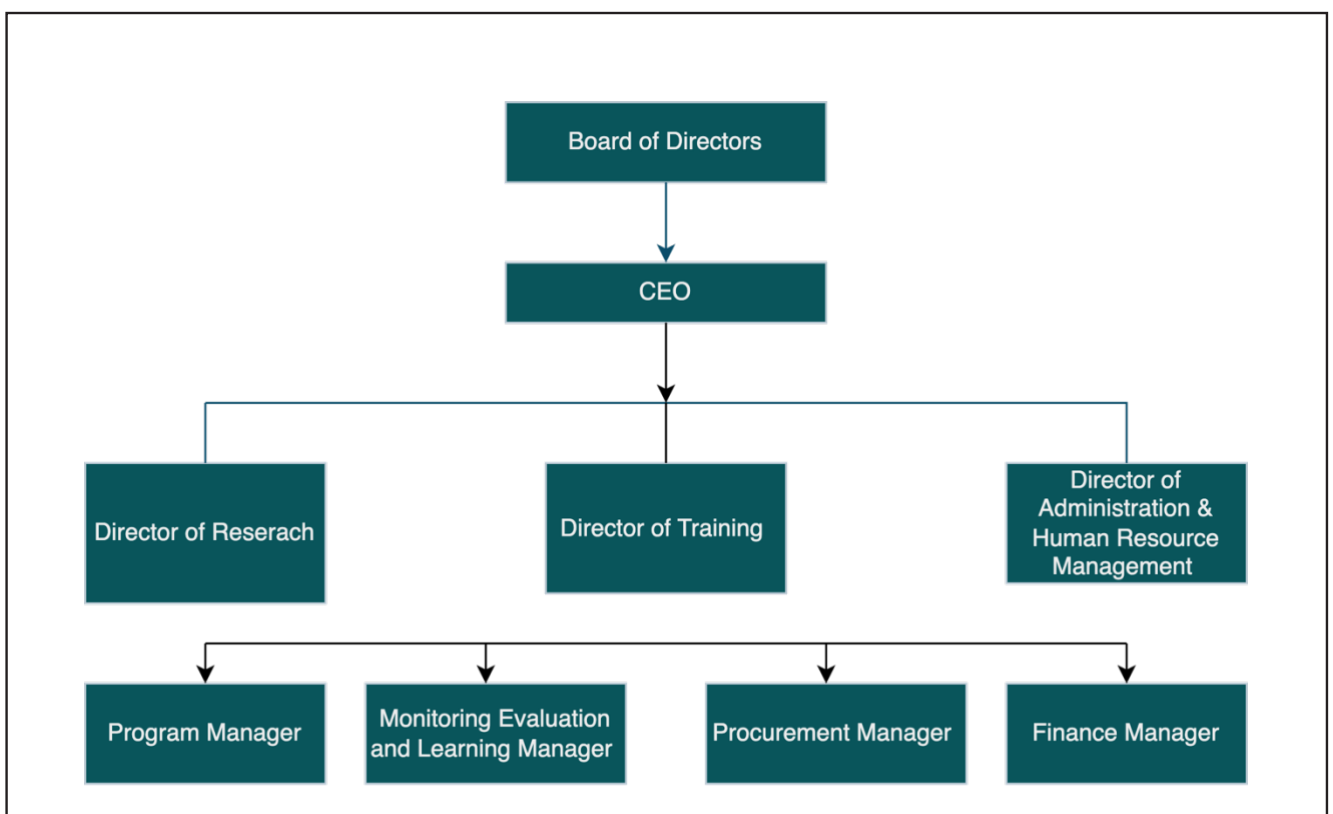 Board of Directors
CEO
Director of Reserach
Director of Training
Director of
Administration &
Human Resource
Management
Program Manager
Monitoring Evaluation
and Learning Manager
Procurement Manager
Finance Manager